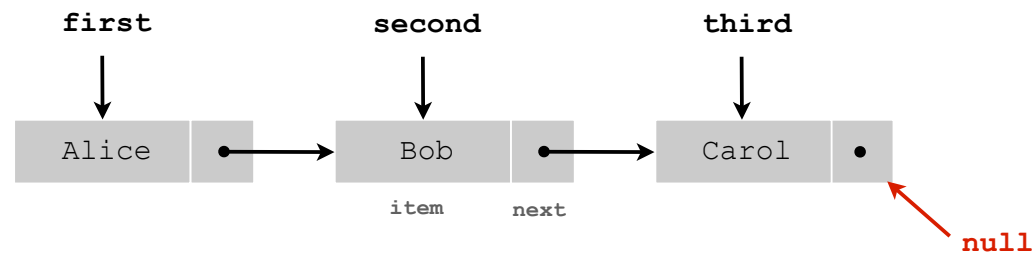 first second third
Alice Bob Carol
item next
null